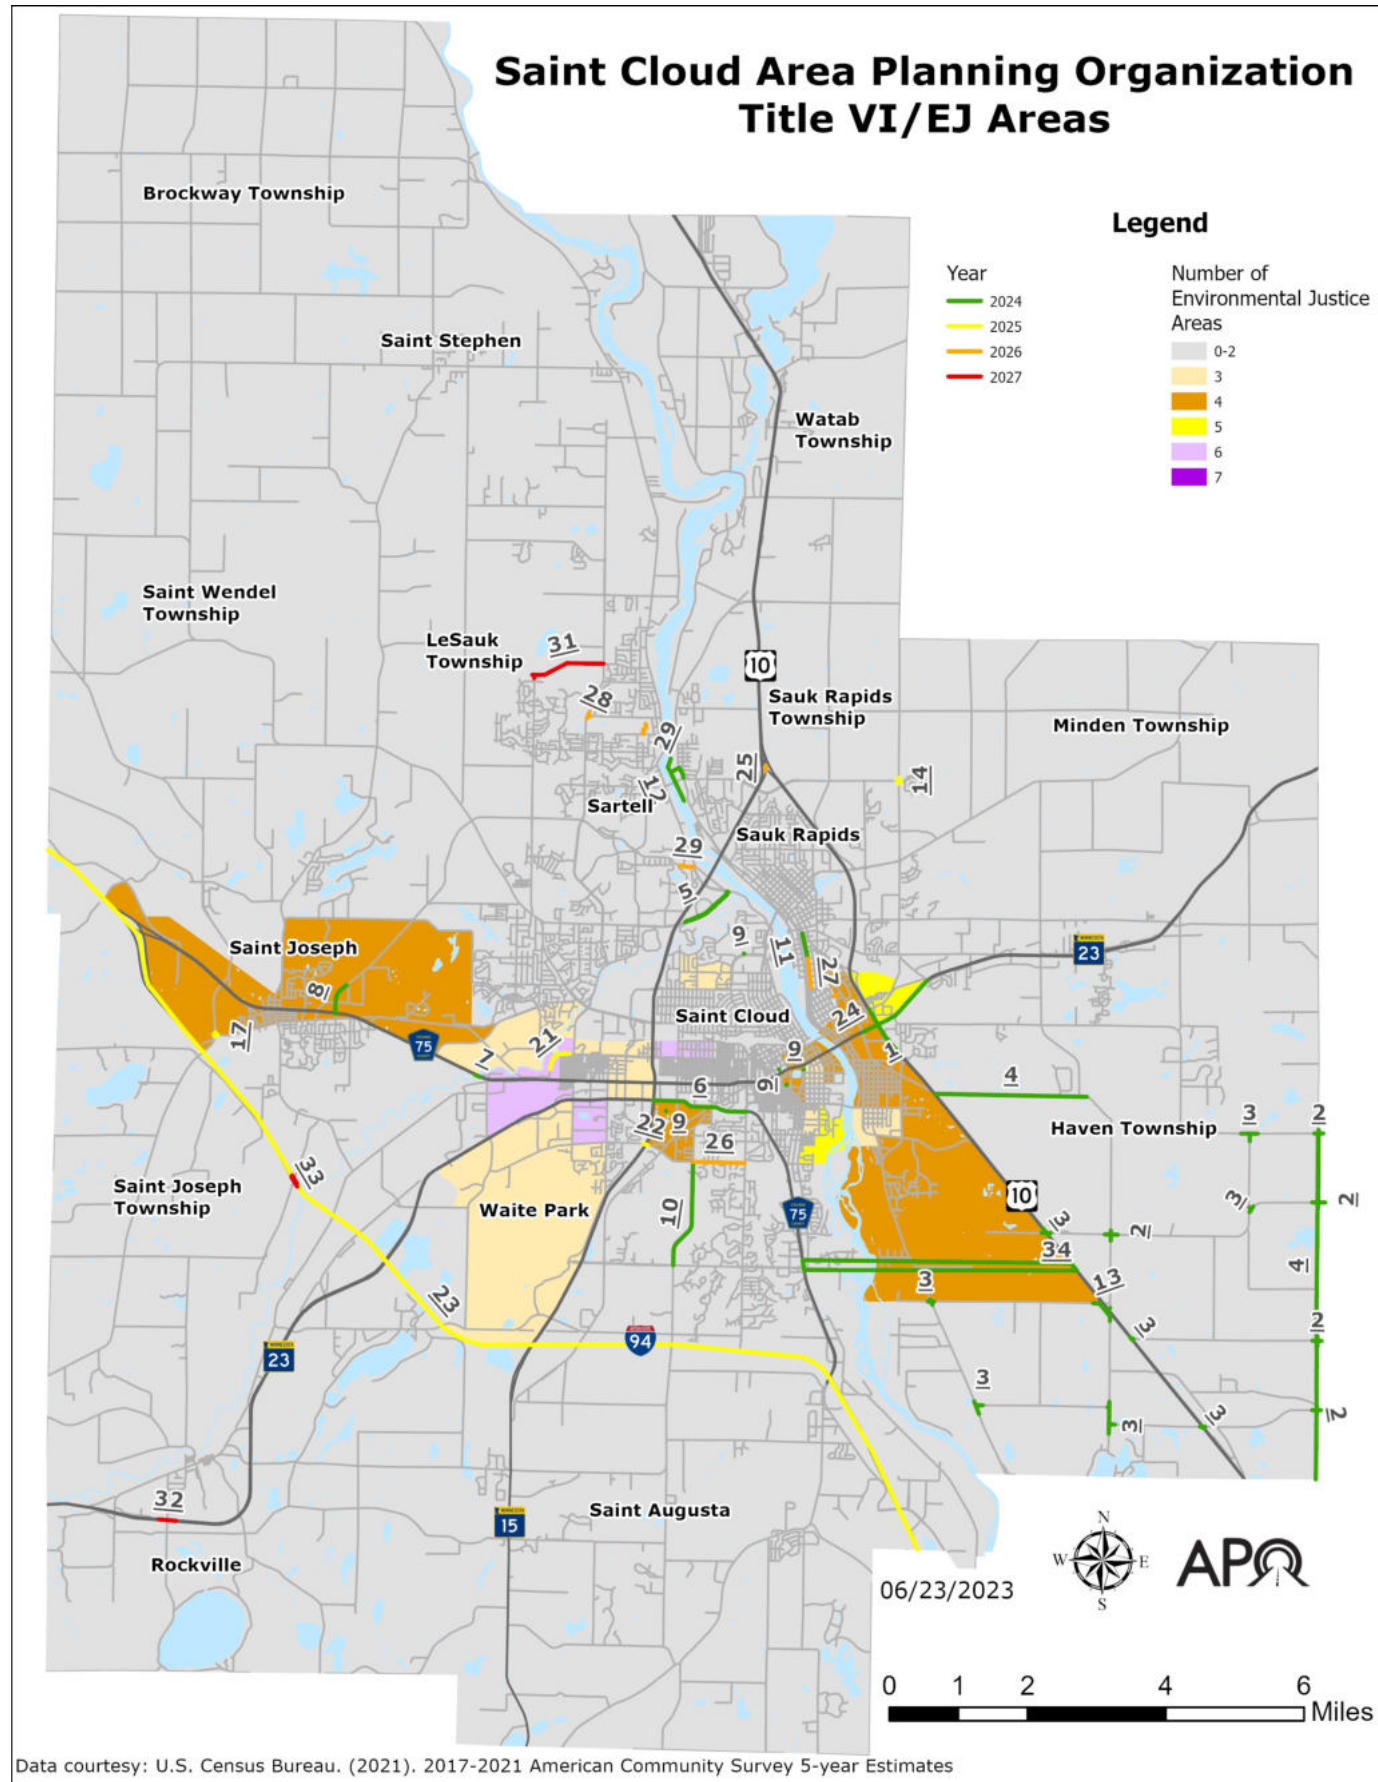 Saint Cloud Area Planning Organization
Title VI/EJ Areas
Legend
Year
2024
2025
2026
2027
Number of
Environmental Justice
Areas
0-2
3
4
5
6
7
Brockway Township
Saint Stephen
Watab
Township
Saint Wendel
Township
LeSauk
Township
31
28
10
Sauk Rapids
Township
Minden Township
29
25
14
12
Sartell
Sauk Rapids
29
5
9
11
27
23
Saint Joseph
8
Saint Cloud
24
17
75
7
21
9
1
6
9
4
22
9
26
Haven Township
3
2
33
Saint Joseph
Township
Waite Park
10
75
10
3
2
3
2
34
3
13
4
23
94
3
2
23
3
3
3
2
32
15
Saint Augusta
Rockville
N
W
E
S
APO
06/23/2023
0 1 2 4 6 Miles
Data courtesy: U.S. Census Bureau. (2021). 2017-2021 American Community Survey 5-year Estimates